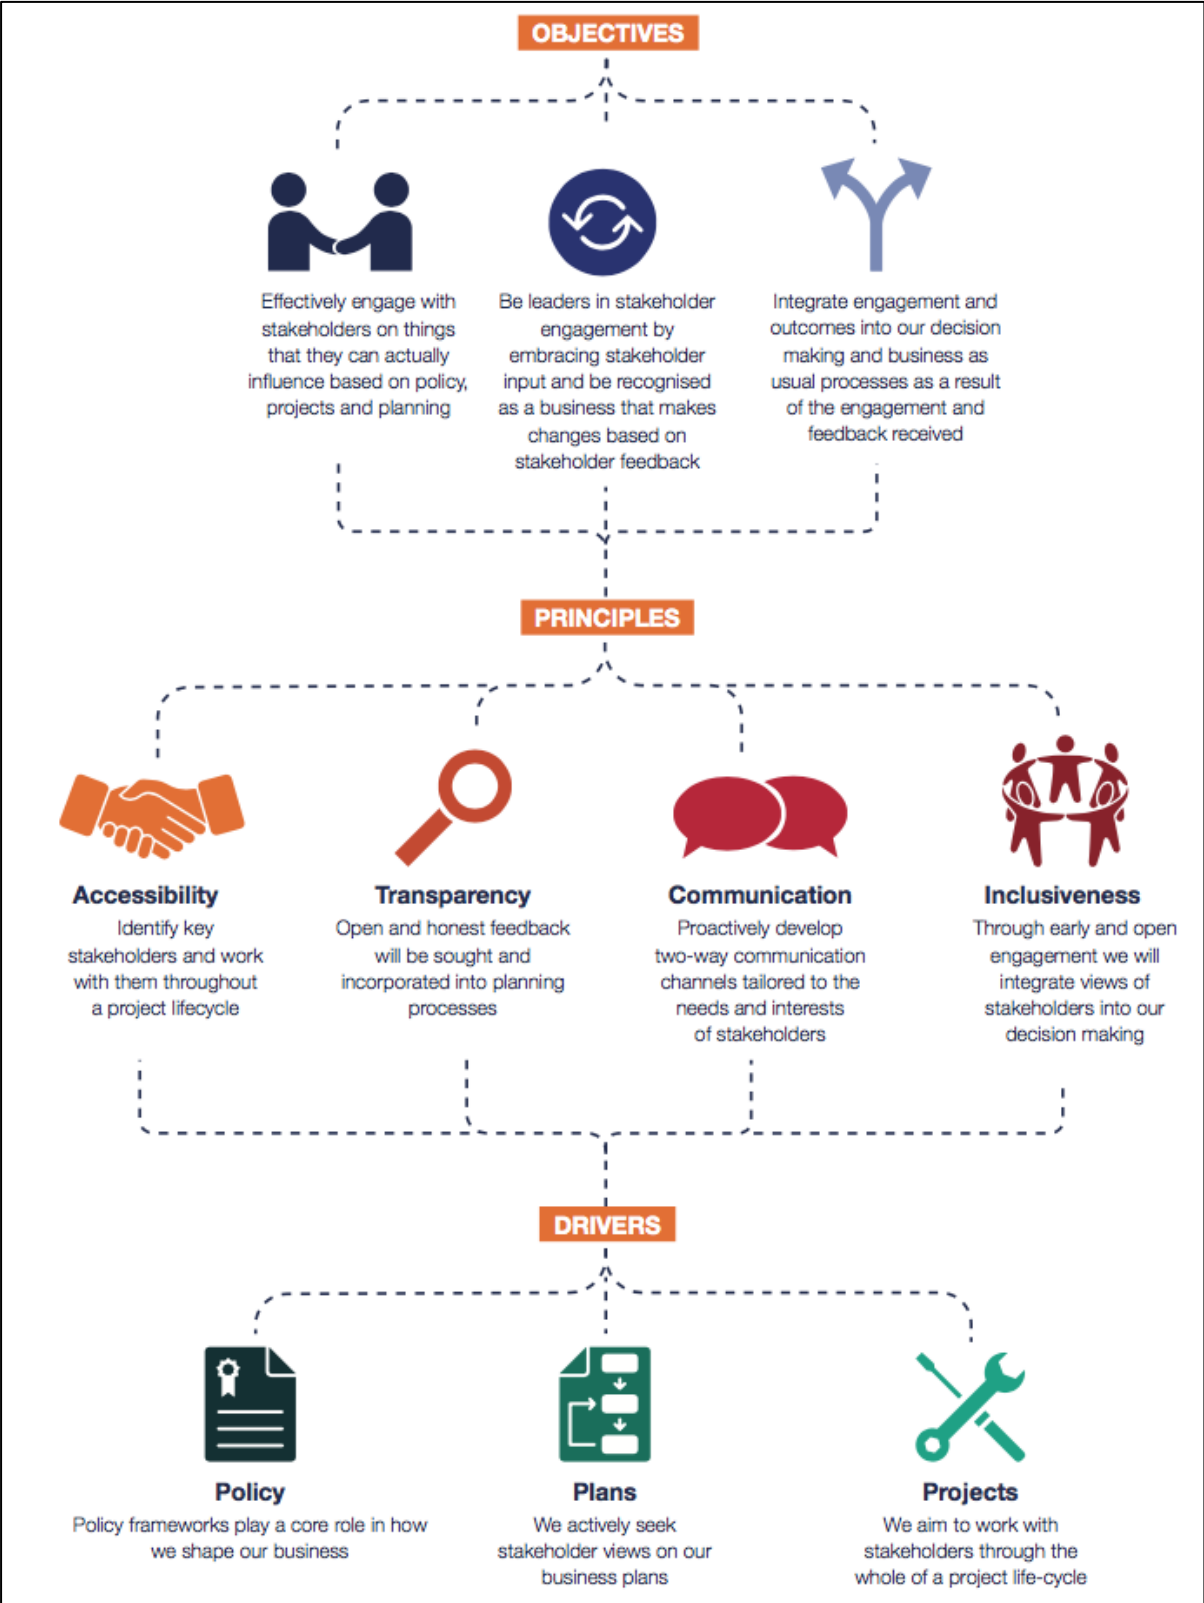 OBJECTIVES
Effectively engage with
stakeholders on things
that they can actually
influence based on policy,
projects and planning
Be leaders in stakeholder
engagement by
embracing stakeholder
input and be recognised
as a business that makes
changes based on
stakeholder feedback
Integrate engagement and
outcomes into our decision
making and business as
usual processes as a result
of the engagement and
feedback received
PRINCIPLES
Accessibility
Identify key
stakeholders and work
with them throughout
a project lifecycle
Transparency
Open and honest feedback
will be sought and
incorporated into planning
processes
Communication
Proactively develop
two-way communication
channels tailored to the
needs and interests
of stakeholders
Inclusiveness
Through early and open
engagement we will
integrate views of
stakeholders into our
decision making
DRIVERS
Policy
Policy frameworks play a core role in how
we shape our business
Plans
We actively seek
stakeholder views on our
business plans
Projects
We aim to work with
stakeholders through the
whole of a project life-cycle